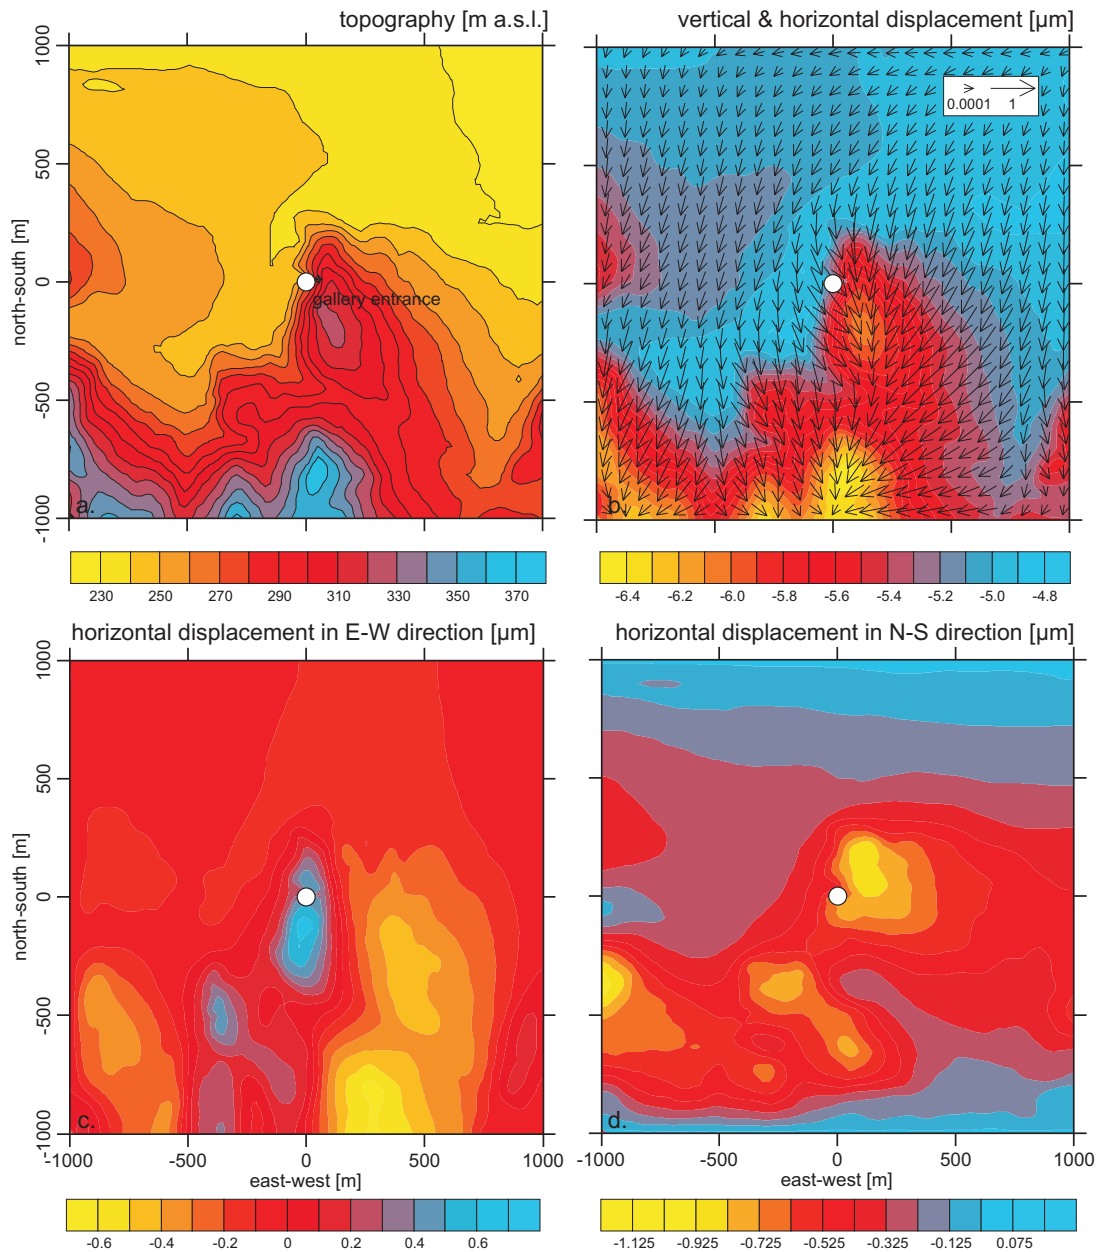 topography [m a.s.l.]
vertical & horizontal displacement [µm]
1000
500
0
-500
-1000
north-south [m]
gallery entrance
a.
0.0001 1
b.
230 250 270 290 310 330 350 370
-6.4 -6.2 -6.0 -5.8 -5.6 -5.4 -5.2 -5.0 -4.8
horizontal displacement in E-W direction [µm]
horizontal displacement in N-S direction [µm]
1000
500
0
-500
-1000
north-south [m]
c.
d.
-1000 -500 0 500 1000
-1000 -500 0 500 1000
east-west [m]
east-west [m]
-0.6 -0.4 -0.2 0 0.2 0.4 0.6
-1.125 -0.925 -0.725 -0.525 -0.325 -0.125 0.075